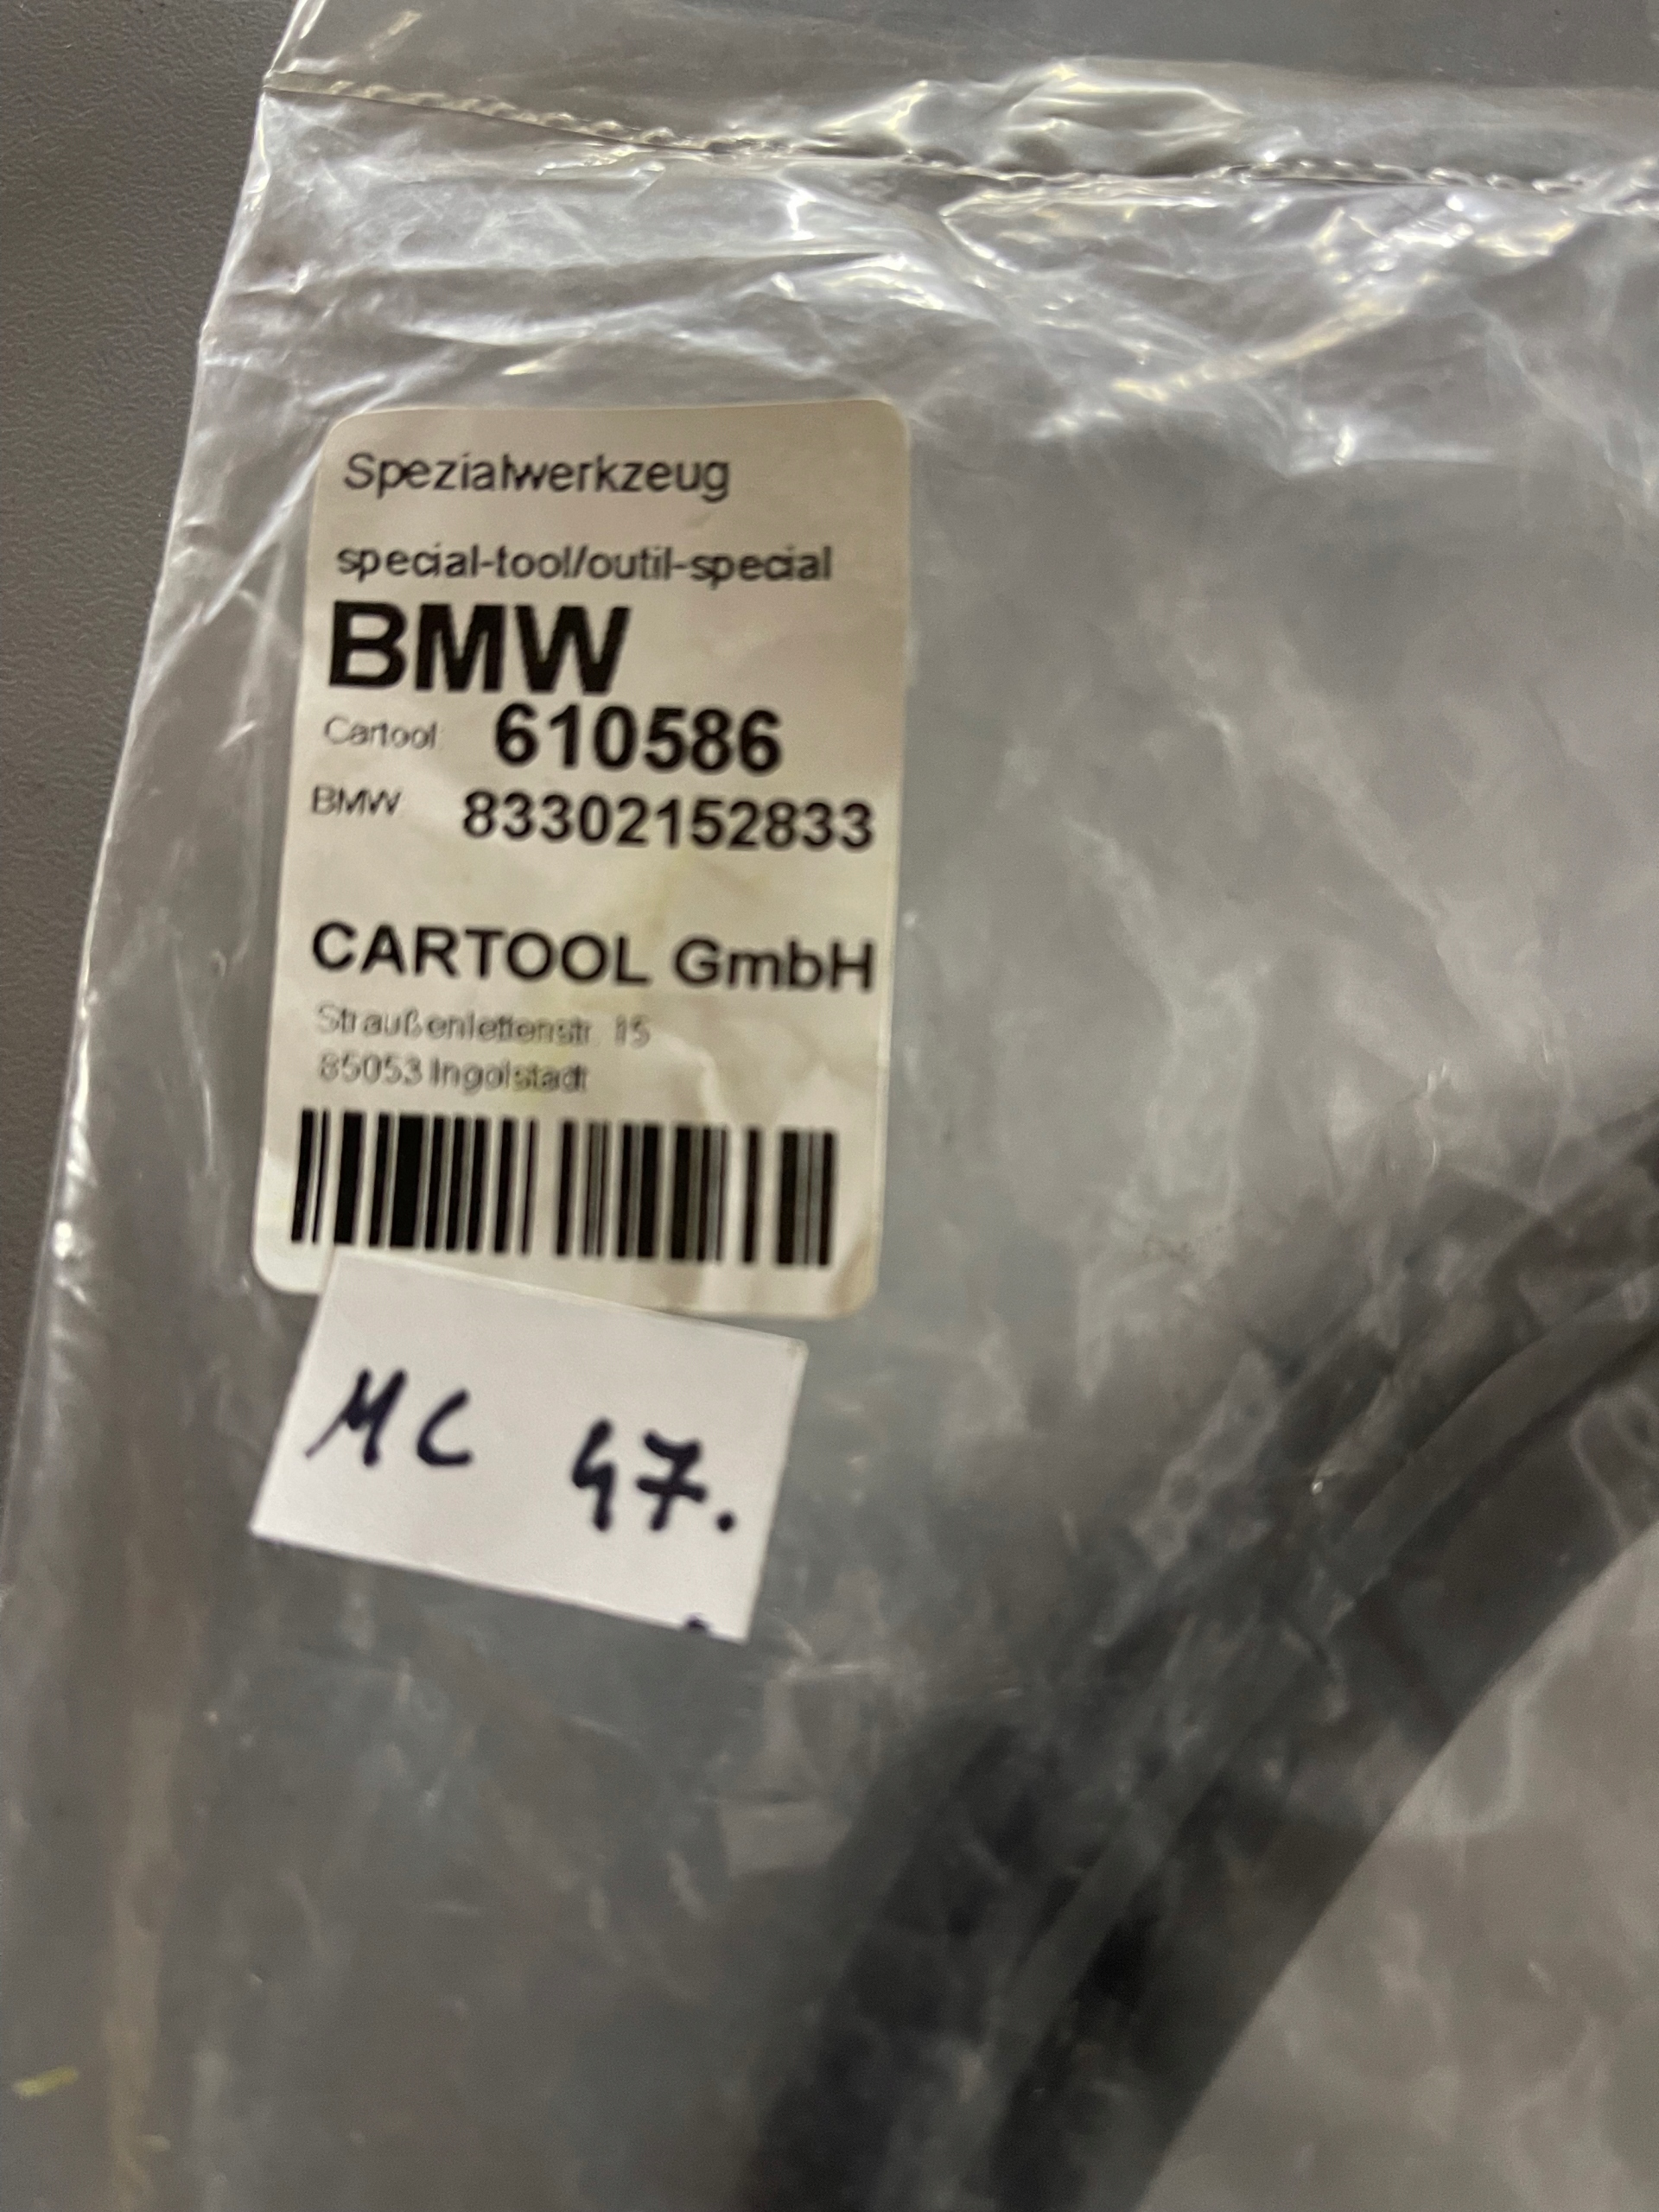 Spezialwerkzeug
special-tool/outil-special
BMW
Cartool 610586
BMW 83302152833
CARTOOL GmbH
Straußenlettenstr. 15
85053 Ingolstadt
MC 47.